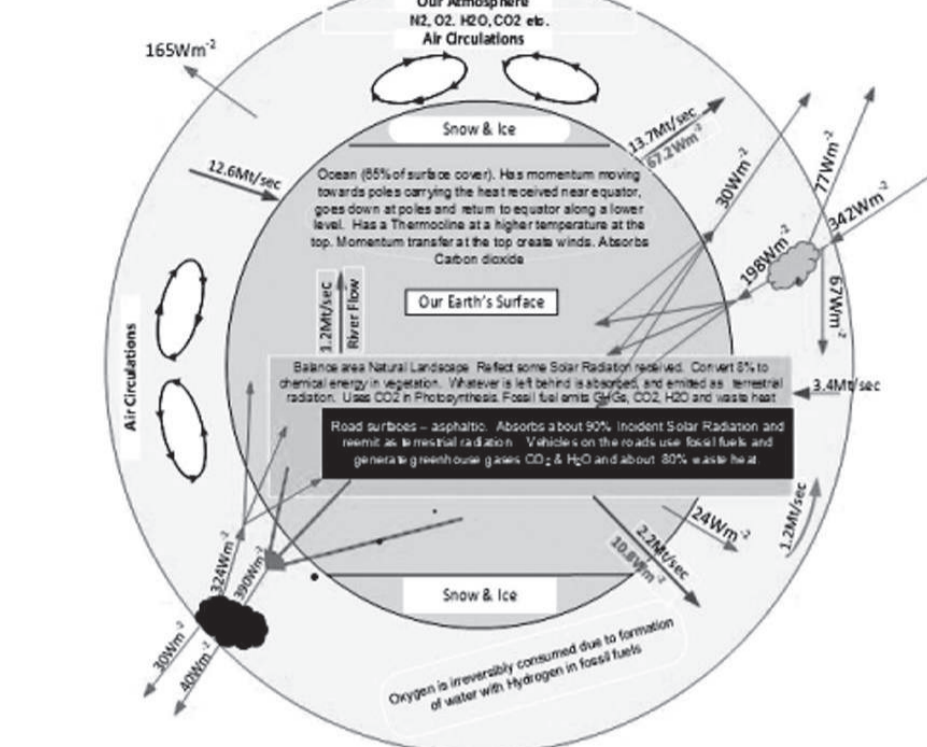 Our Atmosphere
N2, O2. H2O, CO2 etc.
Air Circulations
165Wm-2
Snow & Ice
13.7Mt/sec
67.2Wm-2
30Wm-2
77Wm-2
342Wm-2
198Wm-2
67Wm-2
12.6Mt/sec
Ocean (65% of surface cover). Has momentum moving
towards poles carrying the heat received near equator,
goes down at poles and return to equator along a lower
level. Has a Thermocline at a higher temperature at the
top. Momentum transfer at the top create winds. Absorbs
Carbon dioxide
Our Earth's Surface
1.2Mt/sec
River Flow
Air Circulations
Balance area Natural Landscape Reflect some Solar Radiation received. Convert 8% to
chemical energy in vegetation. Whatever is left behind is absorbed, and emitted as terrestrial
radiation. Uses CO2 in Photosynthesis. Fossil fuel emits GHGs, CO2, H2O and waste heat
3.4Mt/sec
Road surfaces – asphaltic. Absorbs about 90% Incident Solar Radiation and
reemit as terrestrial radiation Vehicles on the roads use fossil fuels and
generate greenhouse gases CO2 & H2O and about 80% waste heat.
1.2Mt/sec
24Wm-2
2.2Mt/sec
10.8Wm-2
324Wm-2
390Wm-2
Snow & Ice
30Wm-2
40Wm-2
Oxygen is irreversibly consumed due to formation
of water with Hydrogen in fossil fuels